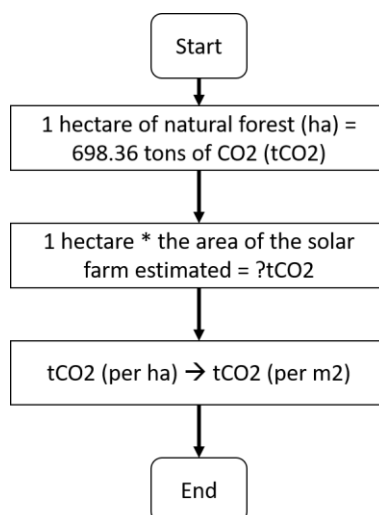 Start
1 hectare of natural forest (ha) =
698.36 tons of CO2 (tCO2)
1 hectare * the area of the solar
farm estimated = ?tCO2
tCO2 (per ha) → tCO2 (per m2)
End